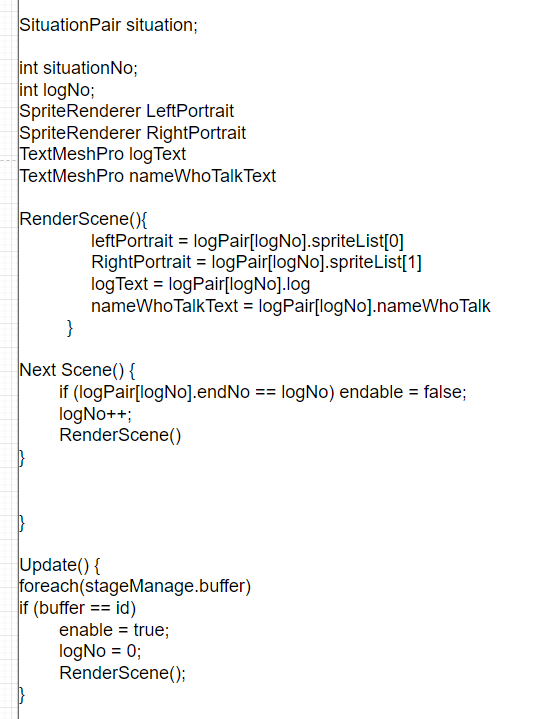 SituationPair situation;
int situationNo;
int logNo;
SpriteRenderer LeftPortrait
SpriteRenderer RightPortrait
TextMeshPro logText
TextMeshPro nameWhoTalkText
RenderScene(){
leftPortrait = logPair[logNo].spriteList[0]
RightPortrait = logPair[logNo].spriteList[1]
logText = logPair[logNo].log
nameWhoTalkText = logPair[logNo].nameWhoTalk
}
Next Scene() {
if (logPair[logNo].endNo == logNo) endable = false;
logNo++;
RenderScene()
}
}
Update() {
foreach(stageManage.buffer)
if (buffer == id)
enable = true;
logNo = 0;
RenderScene();
}